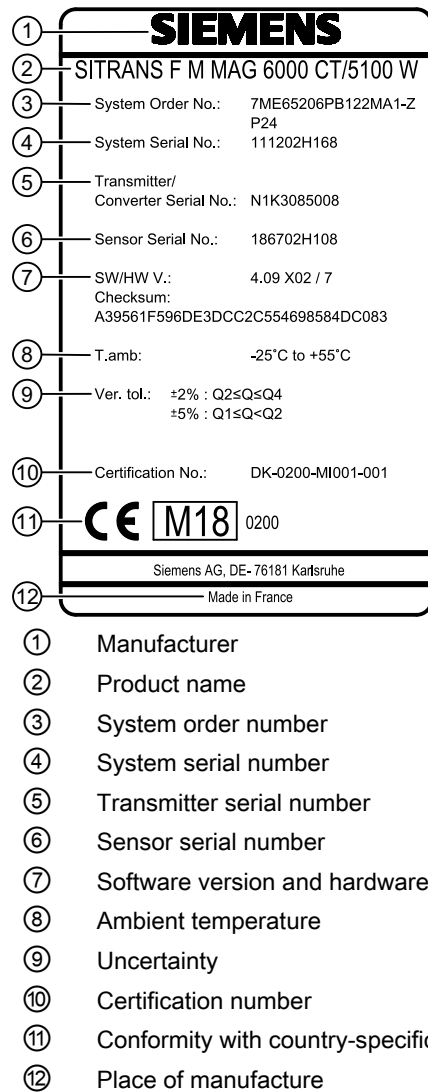 ① SIEMENS
② SITRANS F M MAG 6000 CT/5100 W
③ System Order No.: 7ME65206PB122MA1-Z
P24
④ System Serial No.: 111202H168
⑤ Transmitter/
Converter Serial No.: N1K3085008
⑥ Sensor Serial No.: 186702H108
⑦ SW/HW V.: 4.09 X02 / 7
Checksum:
A39561F596DE3DCC2C554698584DC083
⑧ T.amb: -25°C to +55°C
⑨ Ver. tol.: ±2% : Q2≤Q≤Q4
±5% : Q1≤Q<Q2
⑩ Certification No.: DK-0200-MI001-001
⑪ CE M18 0200
Siemens AG, DE- 76181 Karlsruhe
⑫ Made in France
① Manufacturer
② Product name
③ System order number
④ System serial number
⑤ Transmitter serial number
⑥ Sensor serial number
⑦ Software version and hardware
⑧ Ambient temperature
⑨ Uncertainty
⑩ Certification number
⑪ Conformity with country-specific
⑫ Place of manufacture